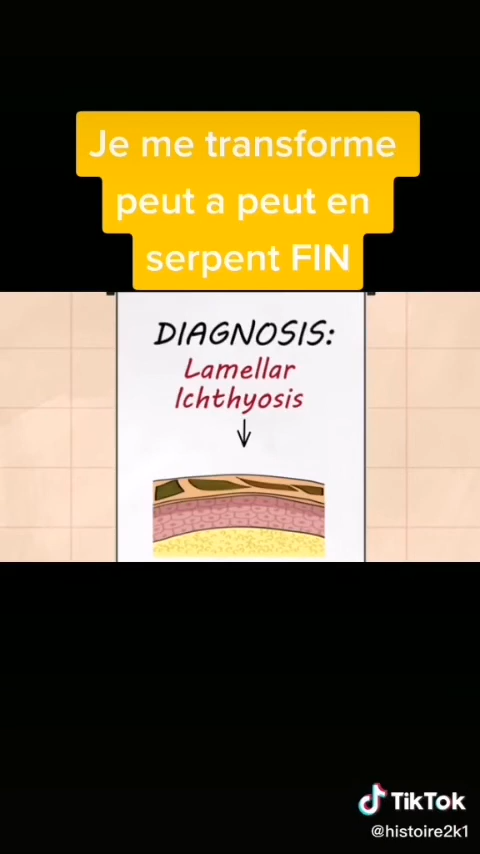 Je me transforme
peut a peut en
serpent FIN
DIAGNOSIS:
Lamellar
Ichthyosis
TikTok
@histoire2k1